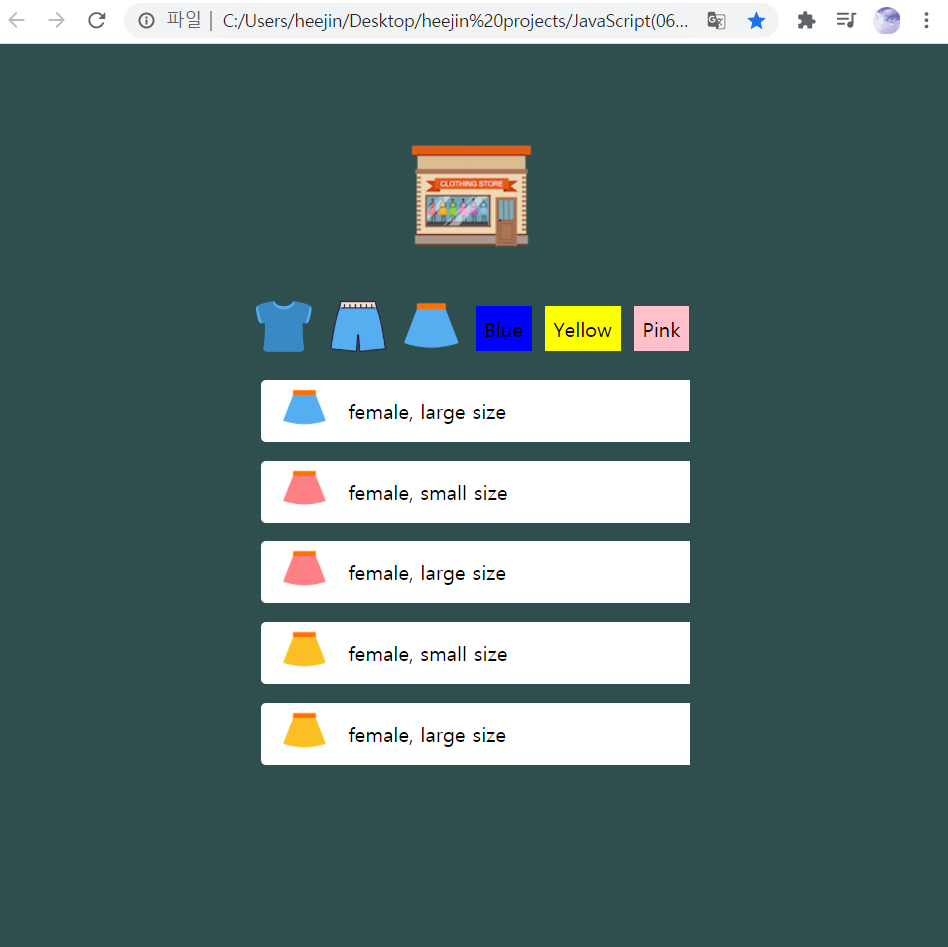 파일 | C:/Users/heejin/Desktop/heejin%20projects/JavaScript(06...
CLOTHING STORE
Blue Yellow Pink
female, large size
female, small size
female, large size
female, small size
female, large size